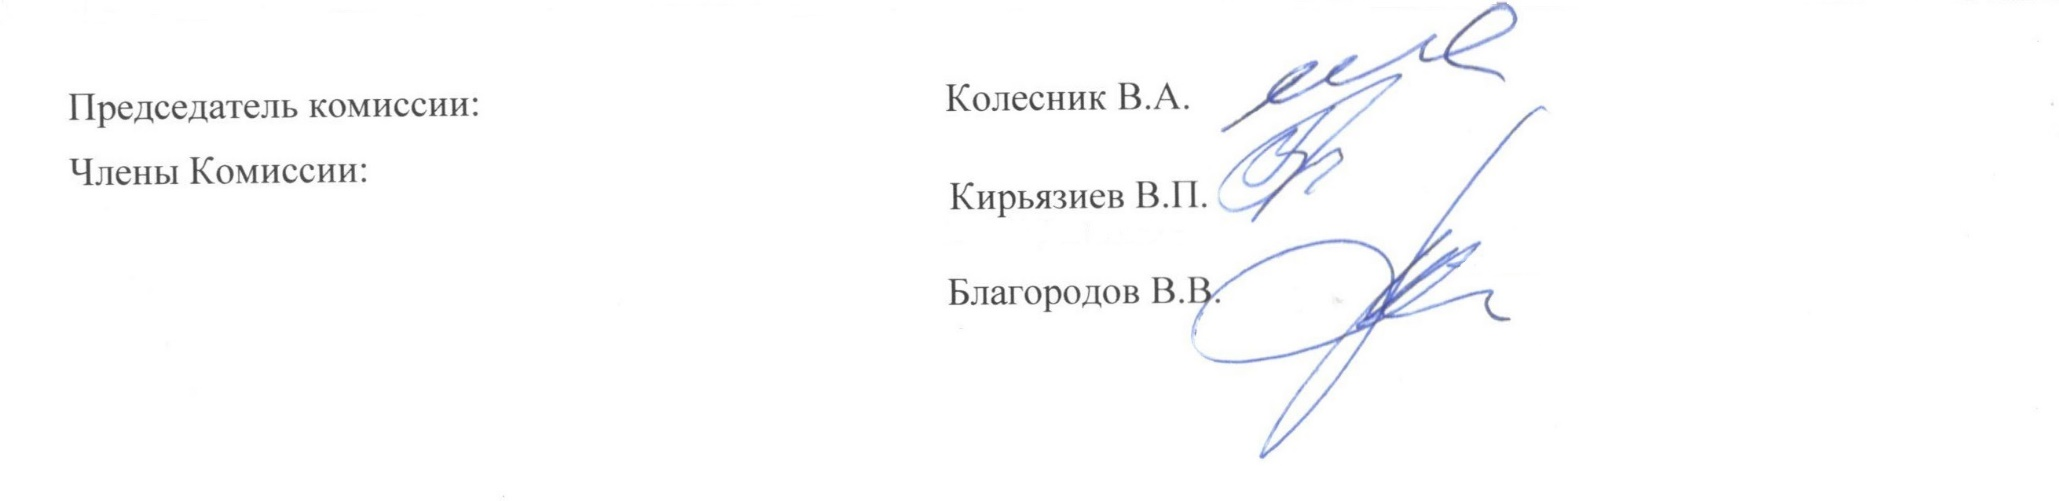 Председатель комиссии: Колесник В.А.
Члены Комиссии:
Кирьязиев В.П.
Благородов В.В.